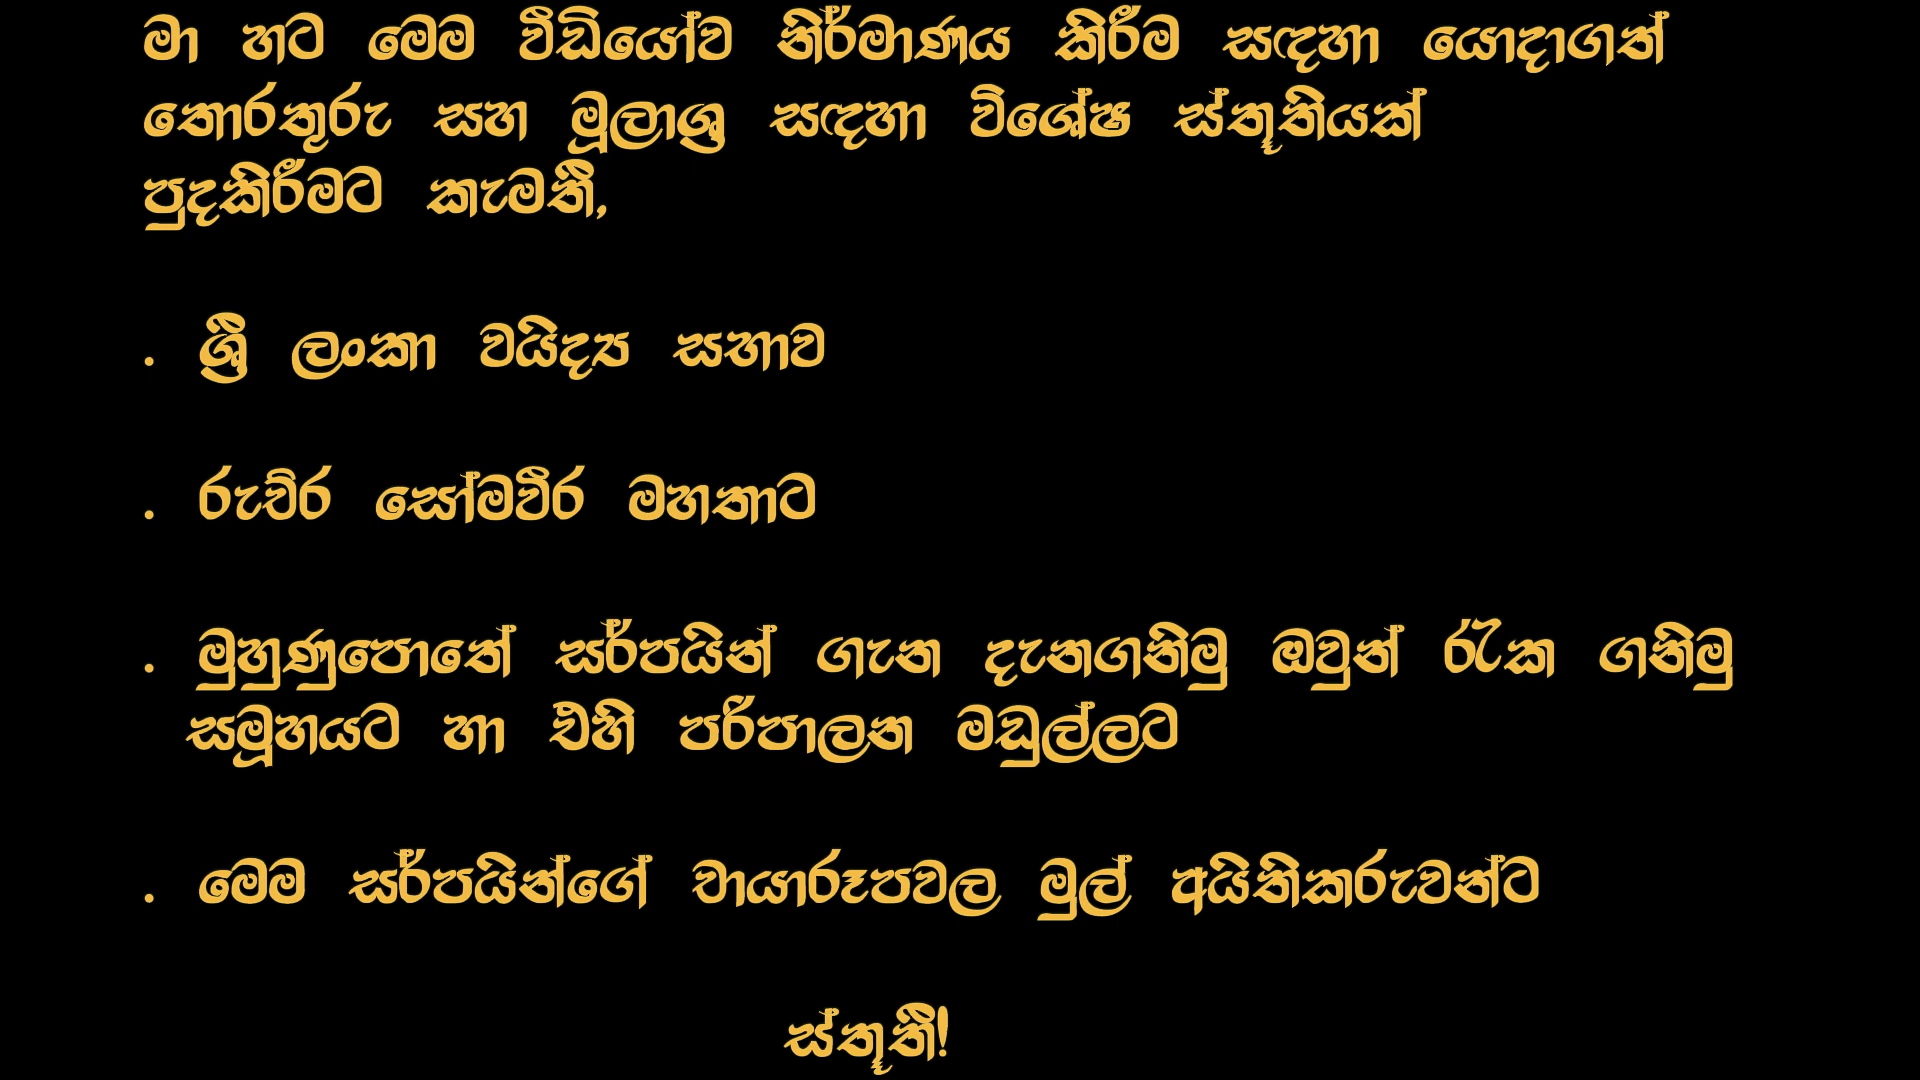 මා හට මෙම වීඩියෝව නිර්මාණය කිරීම සඳහා යොදාගත්
තොරතුරු සහ මූලාශ්‍ර සඳහා විශේෂ ස්තූතියක්
පුදකිරීමට කැමතී,
. ශ්‍රී ලංකා වයිද්‍ය සභාව
. රුච්ර සෝමවීර මහතාට
. මුහුණුපොතේ සර්පයින් ගැන දැනගනිමු ඔවුන් රැක ගනිමු
සමූහයට හා එහි පරිපාලන මඩුල්ලට
. මෙම සර්පයින්ගේ චායාරූපවල මුල් අයිතිකරුවන්ට
ස්තූතී!